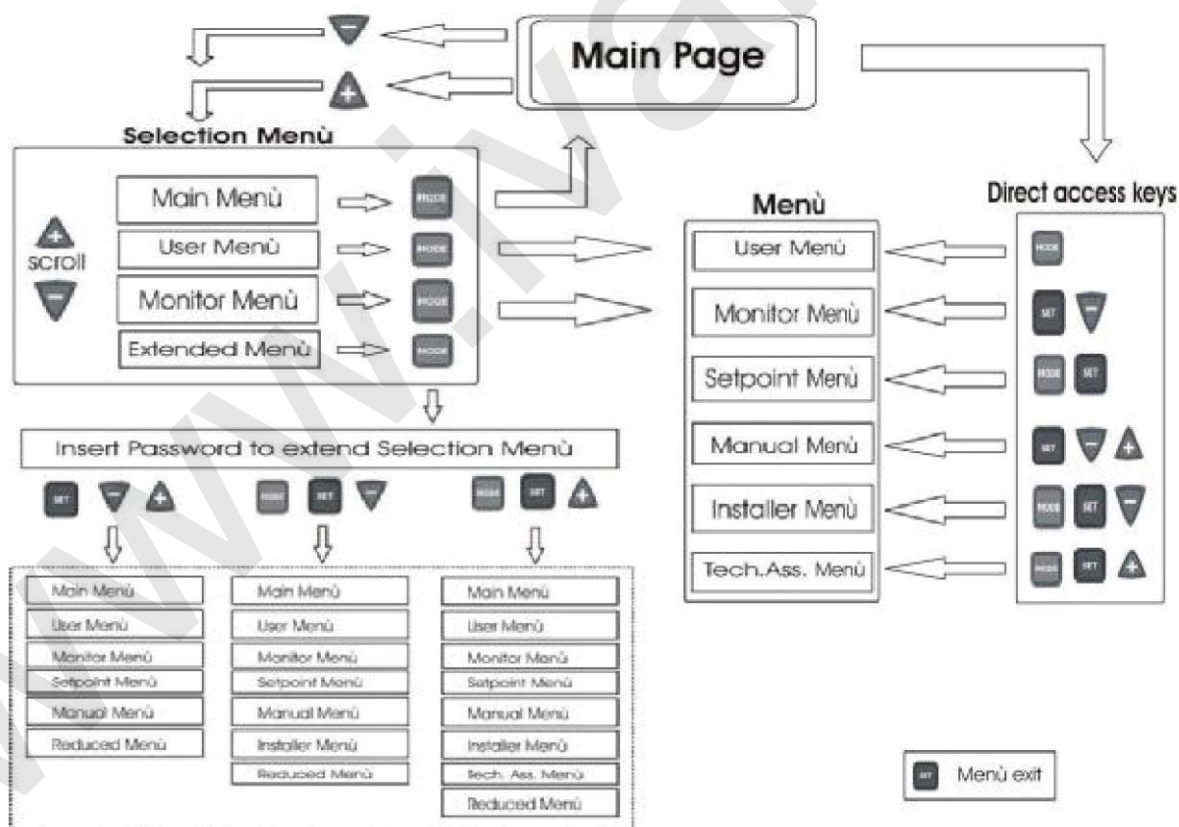 Main Page
Selection Menù
Main Menù
MODE
User Menù
MODE
Monitor Menù
MODE
Extended Menù
MODE
+
scroll
−
Insert Password to extend Selection Menù
SET − +
MODE SET −
MODE SET +
Main Menù
User Menù
Monitor Menù
Setpoint Menù
Manual Menù
Reduced Menù
Main Menù
User Menù
Monitor Menù
Setpoint Menù
Manual Menù
Installer Menù
Reduced Menù
Main Menù
User Menù
Monitor Menù
Setpoint Menù
Manual Menù
Installer Menù
Tech. Ass. Menù
Reduced Menù
Menù
User Menù
Monitor Menù
Setpoint Menù
Manual Menù
Installer Menù
Tech.Ass. Menù
Direct access keys
MODE
SET −
MODE SET
SET − +
MODE SET −
MODE SET +
SET Menù exit
www.iva